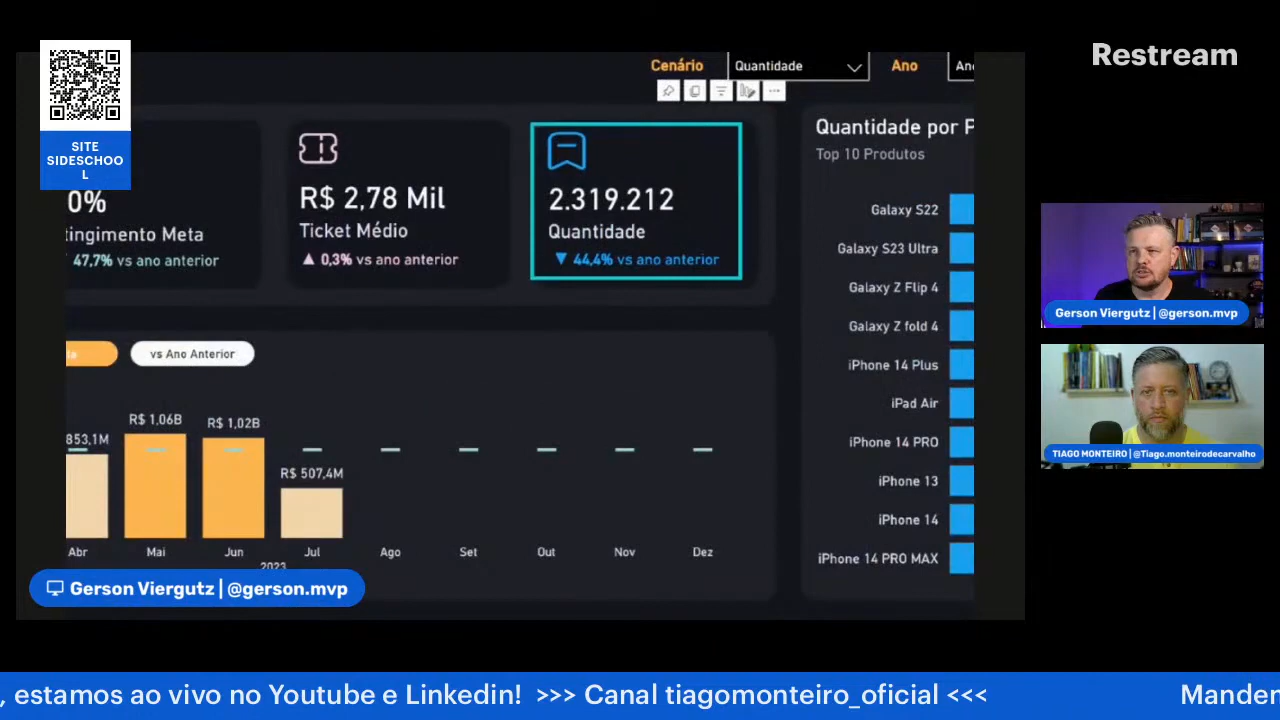 Restream
SITE
SIDESCHOO
L
Cenário
Quantidade
Ano
0%
tingimento Meta
47,7% vs ano anterior
R$ 2,78 Mil
Ticket Médio
▲ 0,3% vs ano anterior
2.319.212
Quantidade
▼ 44,4% vs ano anterior
Quantidade por P
Top 10 Produtos
Galaxy S22
Galaxy S23 Ultra
Galaxy Z Flip 4
Galaxy Z fold 4
iPhone 14 Plus
iPad Air
iPhone 14 PRO
iPhone 13
iPhone 14
iPhone 14 PRO MAX
vs Ano Anterior
853,1M
R$ 1,06B
R$ 1,02B
R$ 507,4M
Abr
Mai
Jun
Jul
Ago
Set
Out
Nov
Dez
2023
Gerson Viergutz | @gerson.mvp
Gerson Viergutz | @gerson.mvp
TIAGO MONTEIRO | @Tiago.monteirodecarvalho
, estamos ao vivo no Youtube e Linkedin! >>> Canal tiagomonteiro_oficial <<<
Mander